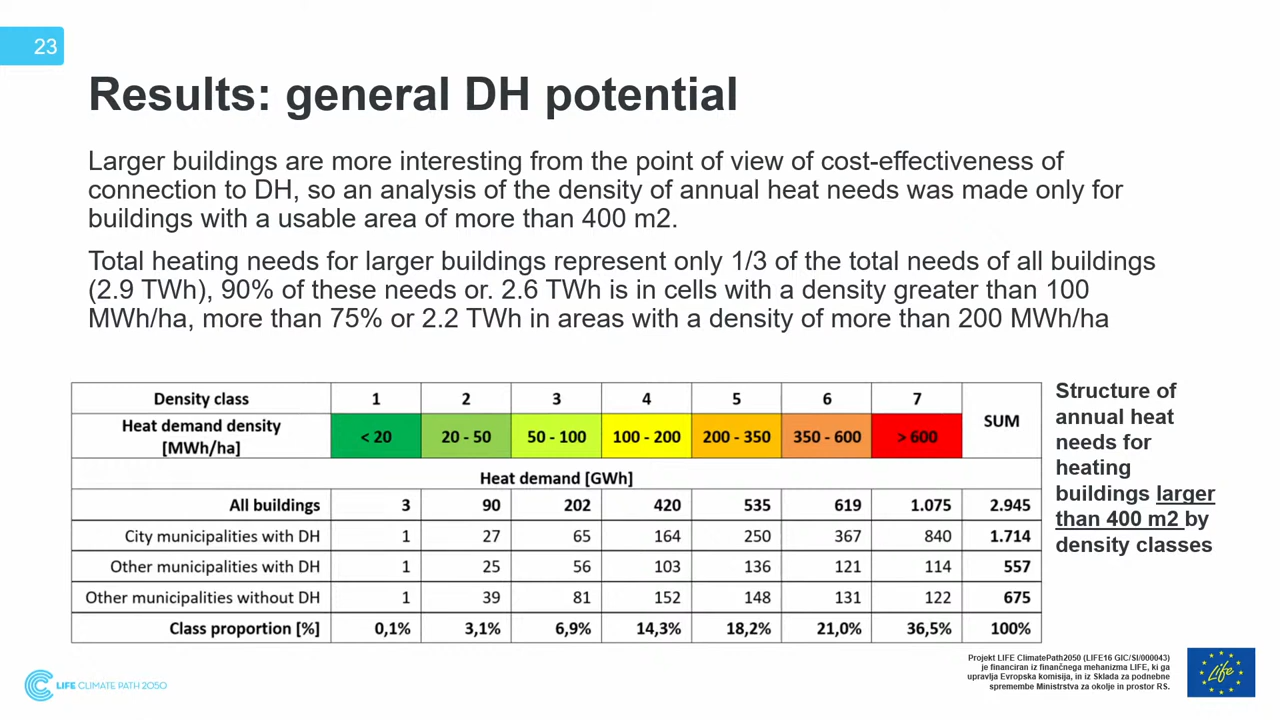 23
Results: general DH potential
Larger buildings are more interesting from the point of view of cost-effectiveness of
connection to DH, so an analysis of the density of annual heat needs was made only for
buildings with a usable area of more than 400 m2.
Total heating needs for larger buildings represent only 1/3 of the total needs of all buildings
(2.9 TWh), 90% of these needs or. 2.6 TWh is in cells with a density greater than 100
MWh/ha, more than 75% or 2.2 TWh in areas with a density of more than 200 MWh/ha
Density class 1 2 3 4 5 6 7 SUM
Heat demand density
[MWh/ha] < 20 20 - 50 50 - 100 100 - 200 200 - 350 350 - 600 > 600
Heat demand [GWh]
All buildings 3 90 202 420 535 619 1.075 2.945
City municipalities with DH 1 27 65 164 250 367 840 1.714
Other municipalities with DH 1 25 56 103 136 121 114 557
Other municipalities without DH 1 39 81 152 148 131 122 675
Class proportion [%] 0,1% 3,1% 6,9% 14,3% 18,2% 21,0% 36,5% 100%
Structure of
annual heat
needs for
heating
buildings larger
than 400 m2 by
density classes
LIFE CLIMATE PATH 2050
Projekt LIFE ClimatePath2050 (LIFE16 GIC/SI/000043)
je financiran iz finančnega mehanizma LIFE, ki ga
upravlja Evropska komisija, in iz Sklada za podnebne
spremembe Ministrstva za okolje in prostor RS.
Life